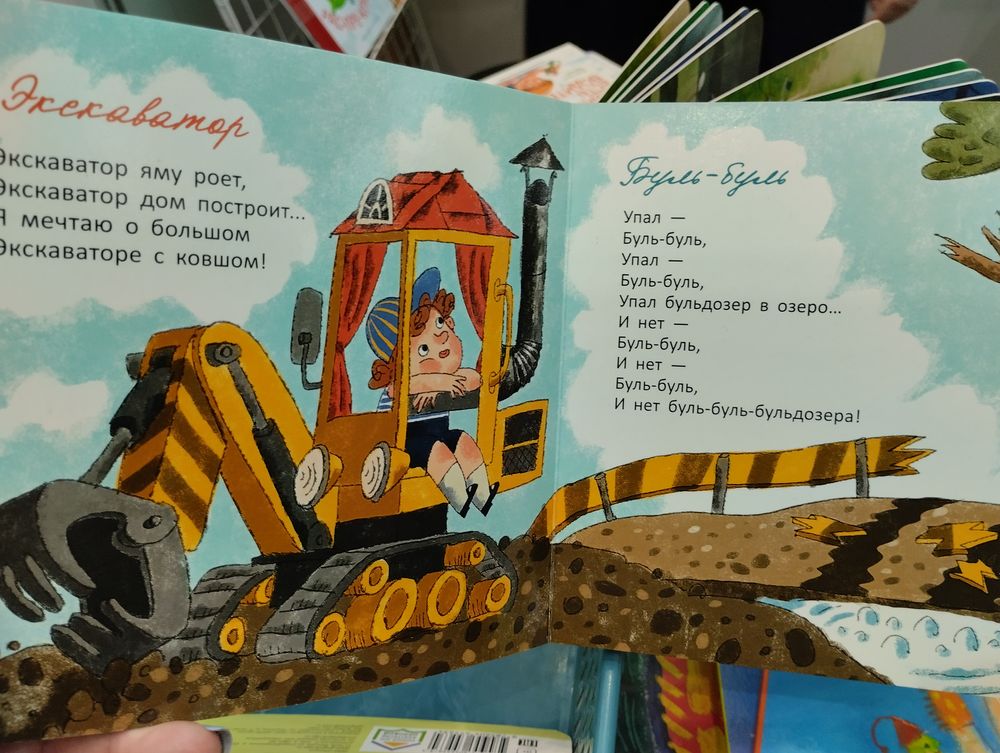 Экскаватор
Экскаватор яму роет,
Экскаватор дом построит...
Я мечтаю о большом
Экскаваторе с ковшом!
Буль-буль
Упал —
Буль-буль,
Упал —
Буль-буль,
Упал бульдозер в озеро...
И нет —
Буль-буль,
И нет —
Буль-буль,
И нет буль-буль-бульдозера!